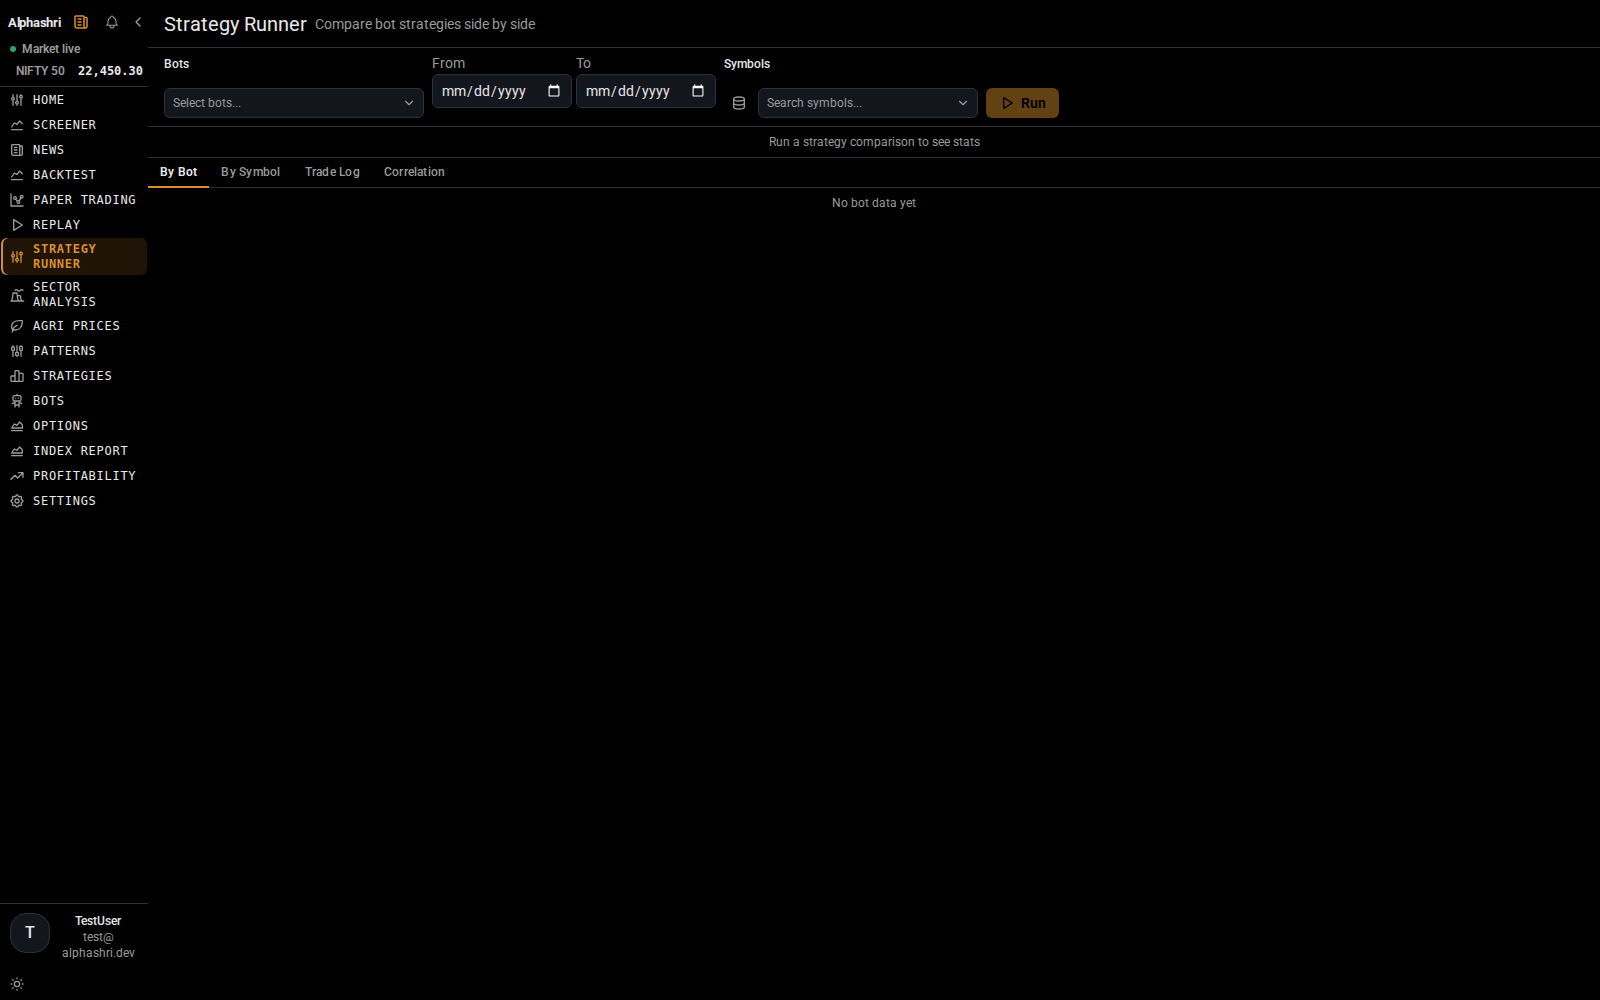 Alphashri
Market live
NIFTY 50 22,450.30
HOME
SCREENER
NEWS
BACKTEST
PAPER TRADING
REPLAY
STRATEGY
RUNNER
SECTOR
ANALYSIS
AGRI PRICES
PATTERNS
STRATEGIES
BOTS
OPTIONS
INDEX REPORT
PROFITABILITY
SETTINGS
T
TestUser
test@
alphashri.dev
Strategy Runner Compare bot strategies side by side
Bots From To Symbols
Select bots... mm/dd/yyyy mm/dd/yyyy Search symbols... Run
Run a strategy comparison to see stats
By Bot By Symbol Trade Log Correlation
No bot data yet